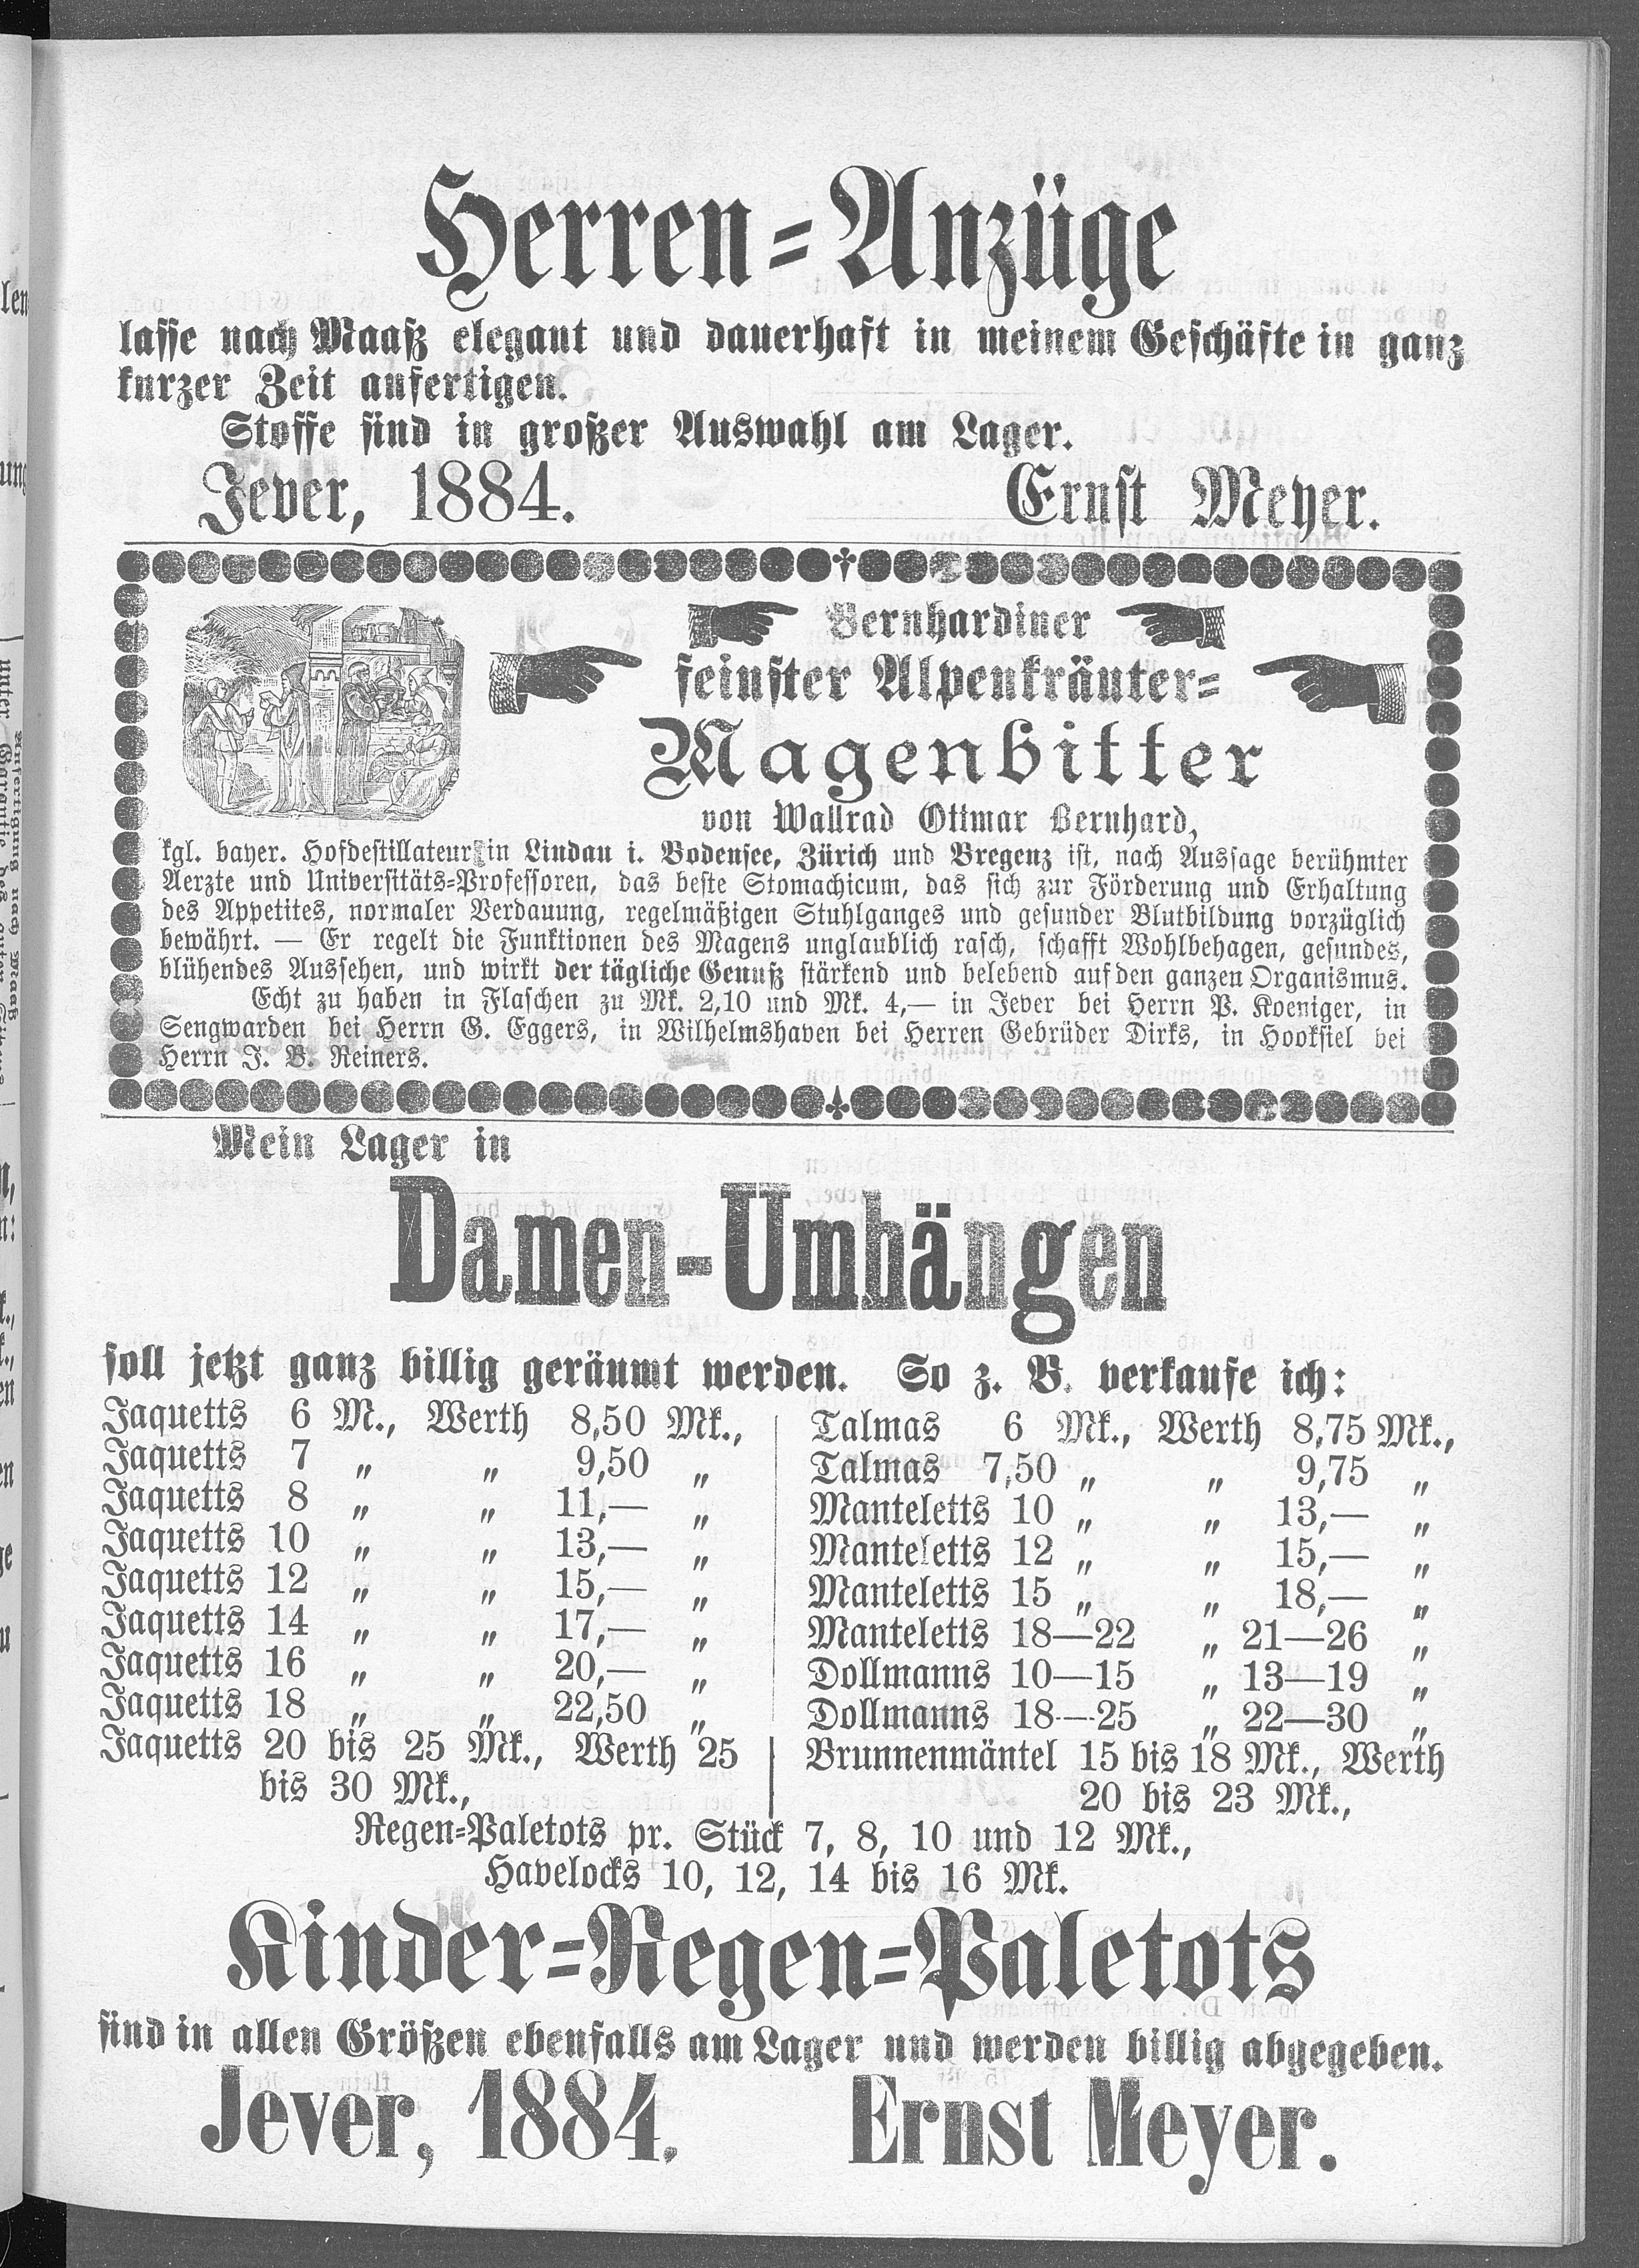 Herren-Anzüge
lasse nach Maaß elegant und dauerhaft in meinem Geschäfte in ganz
kurzer Zeit anfertigen.
Stoffe sind in großer Auswahl am Lager.
Jever, 1884. Ernst Meyer.
Bernhardiner
feinster Alpenkräuter-
Magenbitter
von Wallrad Ottmar Bernhard,
kgl. bayer. Hofdestillateur in Lindau i. Bodensee, Zürich und Bregenz ist, nach Aussage berühmter
Aerzte und Universitäts-Professoren, das beste Stomachicum, das sich zur Förderung und Erhaltung
des Appetites, normaler Verdauung, regelmäßigen Stuhlganges und gesunder Blutbildung vorzüglich
bewährt. — Er regelt die Funktionen des Magens unglaublich rasch, schafft Wohlbehagen, gesundes,
blühendes Aussehen, und wirkt der tägliche Genuß stärkend und belebend auf den ganzen Organismus.
Echt zu haben in Flaschen zu Mk. 2,10 und Mk. 4,— in Jever bei Herrn P. Koeniger, in
Sengwarden bei Herrn G. Eggers, in Wilhelmshaven bei Herren Gebrüder Dirks, in Hooksiel bei
Herrn J. B. Reiners.
Mein Lager in
Damen-Umhängen
soll jetzt ganz billig geräumt werden. So z. B. verkaufe ich:
Jaquetts 6 M., Werth 8,50 Mk.,
Jaquetts 7 „ „ 9,50 „
Jaquetts 8 „ „ 11,— „
Jaquetts 10 „ „ 13,— „
Jaquetts 12 „ „ 15,— „
Jaquetts 14 „ „ 17,— „
Jaquetts 16 „ „ 20,— „
Jaquetts 18 „ „ 22,50 „
Jaquetts 20 bis 25 Mk., Werth 25
bis 30 Mk.,
Talmas 6 Mk., Werth 8,75 Mk.,
Talmas 7,50 „ „ 9,75 „
Manteletts 10 „ „ 13,— „
Manteletts 12 „ „ 15,— „
Manteletts 15 „ „ 18,— „
Manteletts 18—22 „ 21—26 „
Dollmanns 10—15 „ 13—19 „
Dollmanns 18—25 „ 22—30 „
Brunnenmäntel 15 bis 18 Mk., Werth
20 bis 23 Mk.,
Regen-Paletots pr. Stück 7, 8, 10 und 12 Mk.,
Havelocks 10, 12, 14 bis 16 Mk.
Kinder-Regen-Paletots
sind in allen Größen ebenfalls am Lager und werden billig abgegeben.
Jever, 1884. Ernst Meyer.